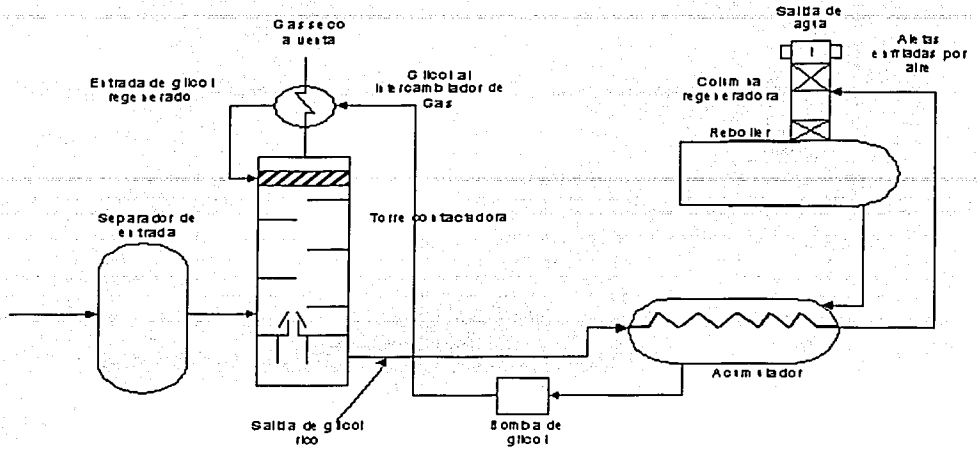 Gas seco
a venta
Salida de
agua
Aletas
enfriadas por
aire
Entrada de glicol
regenerado
Glicol al
Intercambiador de
Gas
Columna
regeneradora
Reboiler
Separador de
entrada
Torre contactadora
Acumulador
Salida de glicol
rico
Bomba de
glicol